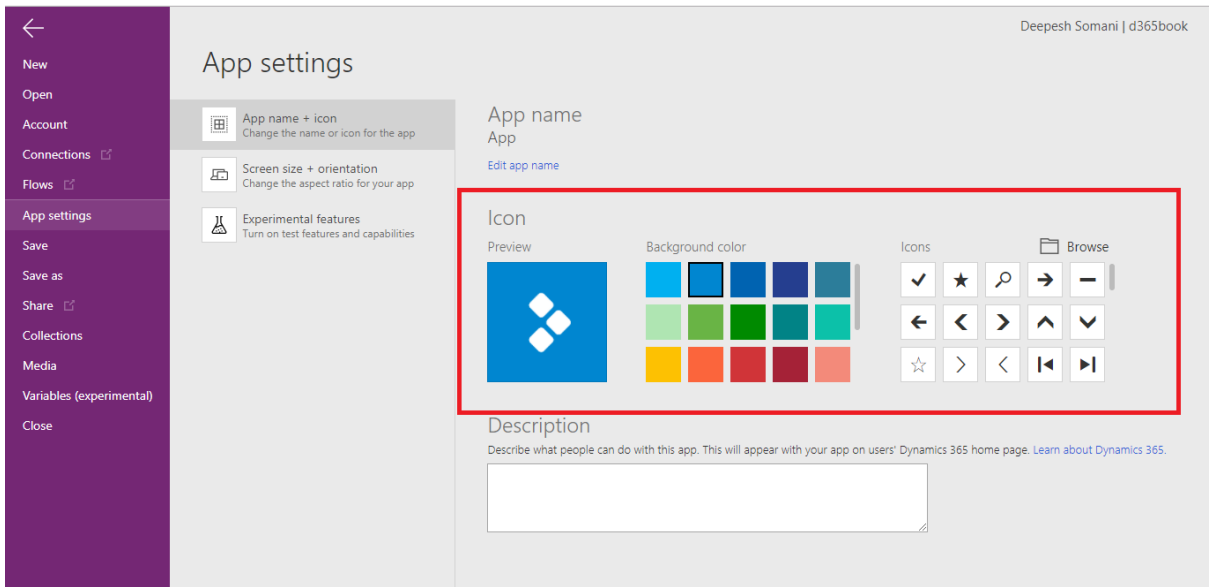 Deepesh Somani | d365book
New
Open
Account
Connections
Flows
App settings
Save
Save as
Share
Collections
Media
Variables (experimental)
Close
App settings
App name + icon
Change the name or icon for the app
Screen size + orientation
Change the aspect ratio for your app
Experimental features
Turn on test features and capabilities
App name
App
Edit app name
Icon
Preview
Background color
Icons
Browse
Description
Describe what people can do with this app. This will appear with your app on users' Dynamics 365 home page. Learn about Dynamics 365.